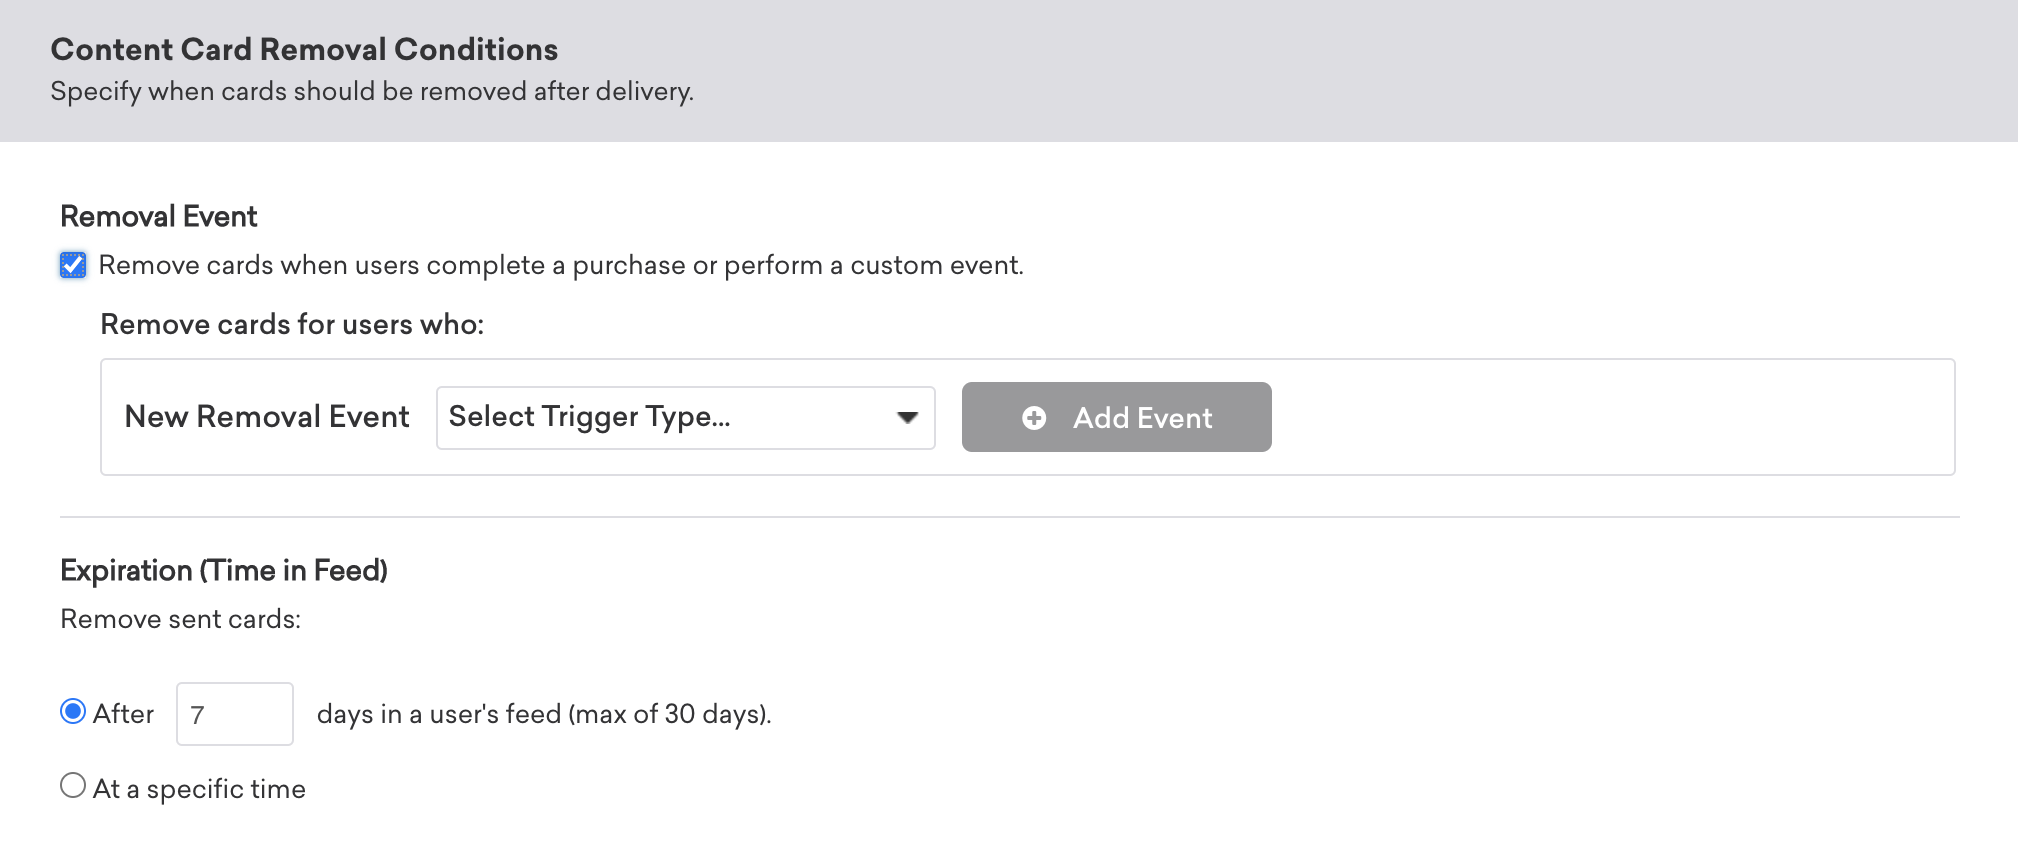 Content Card Removal Conditions
Specify when cards should be removed after delivery.
Removal Event
Remove cards when users complete a purchase or perform a custom event.
Remove cards for users who:
New Removal Event Select Trigger Type... Add Event
Expiration (Time in Feed)
Remove sent cards:
After 7 days in a user's feed (max of 30 days).
At a specific time